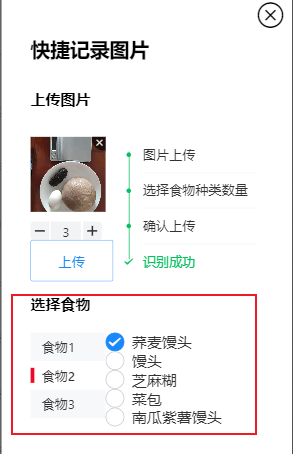 快捷记录图片
上传图片
图片上传
选择食物种类数量
3
确认上传
上传
识别成功
选择食物
食物1
荞麦馒头
馒头
食物2
芝麻糊
菜包
食物3
南瓜紫薯馒头